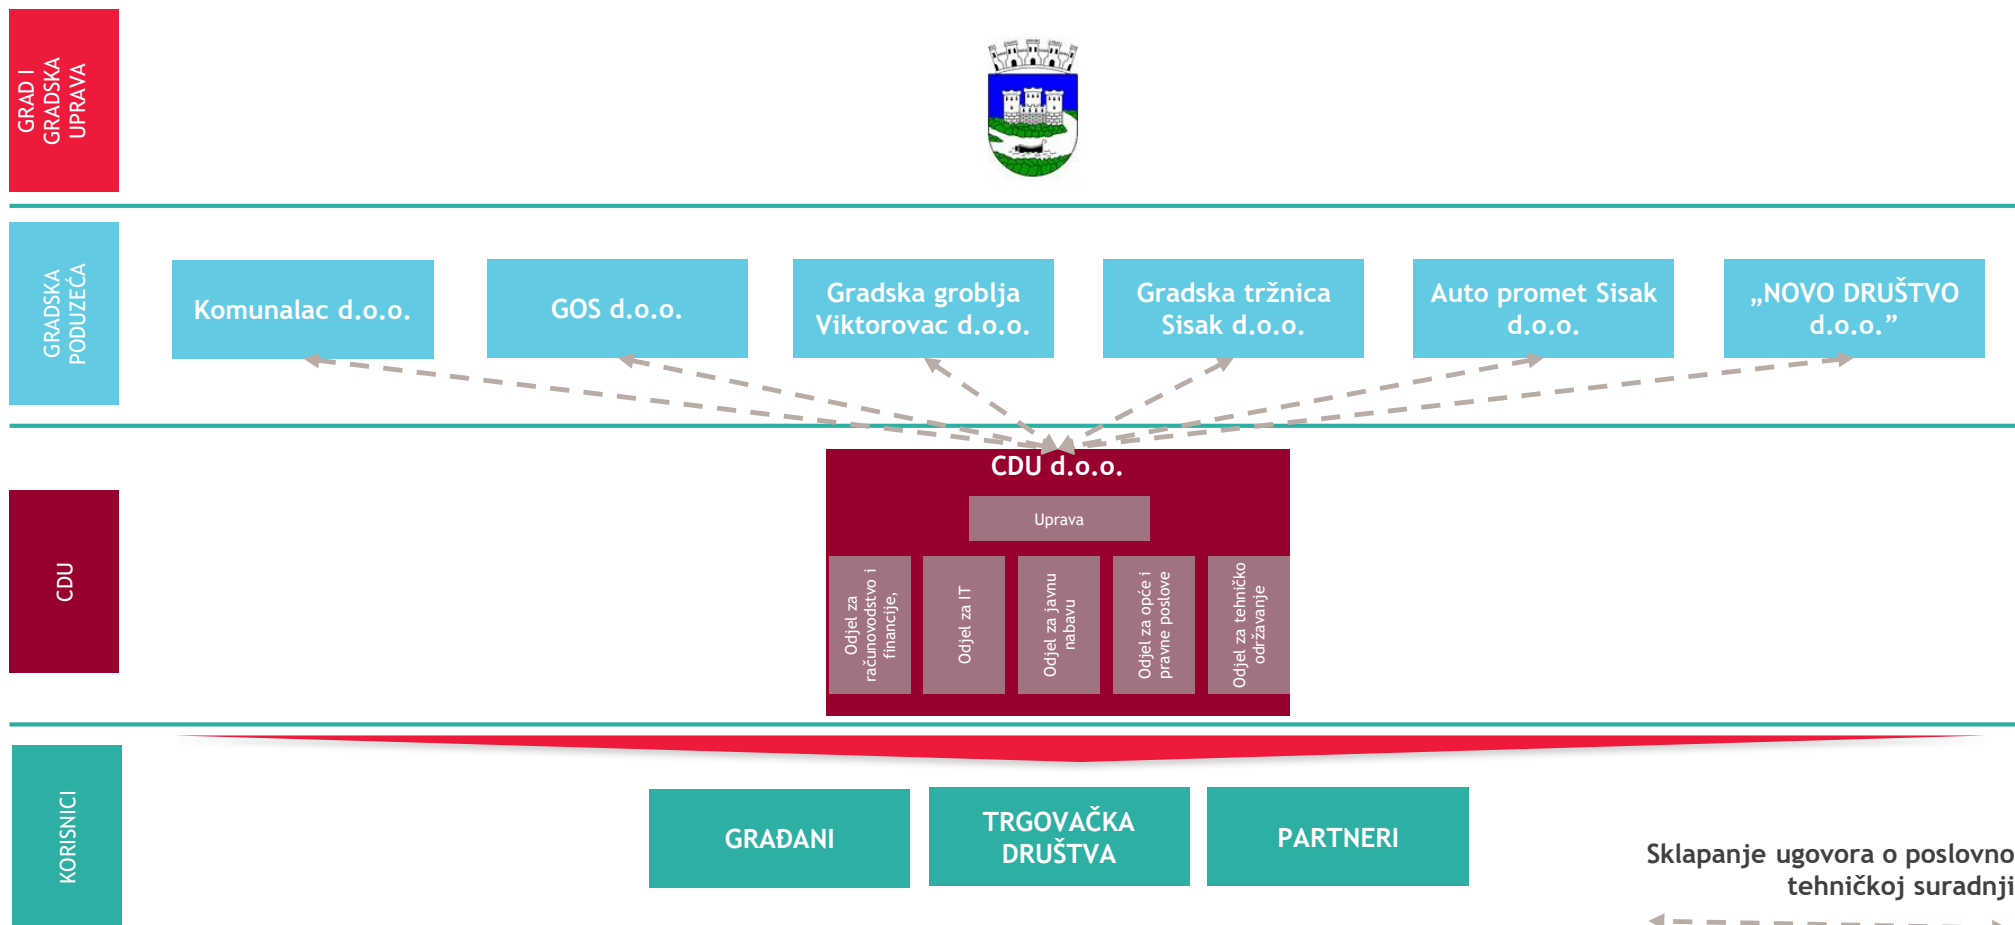 GRAD I
GRADSKA
UPRAVA
GRADSKA
PODUZEĆA
Komunalac d.o.o.
GOS d.o.o.
Gradska groblja
Viktorovac d.o.o.
Gradska tržnica
Sisak d.o.o.
Auto promet Sisak
d.o.o.
„NOVO DRUŠTVO
d.o.o.”
CDU
CDU d.o.o.
Uprava
Odjel za
računovodstvo i
financije,
Odjel za IT
Odjel za javnu
nabavu
Odjel za opće i
pravne poslove
Odjel za tehničko
održavanje
KORISNICI
GRAĐANI
TRGOVAČKA
DRUŠTVA
PARTNERI
Sklapanje ugovora o poslovno
tehničkoj suradnji